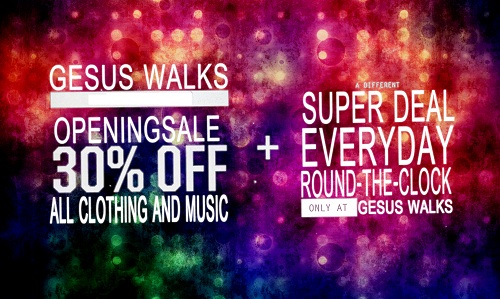 GESUS WALKS
OPENINGSALE
30% OFF
ALL CLOTHING AND MUSIC
+
A DIFFERENT
SUPER DEAL
EVERYDAY
ROUND-THE-CLOCK
ONLY AT GESUS WALKS